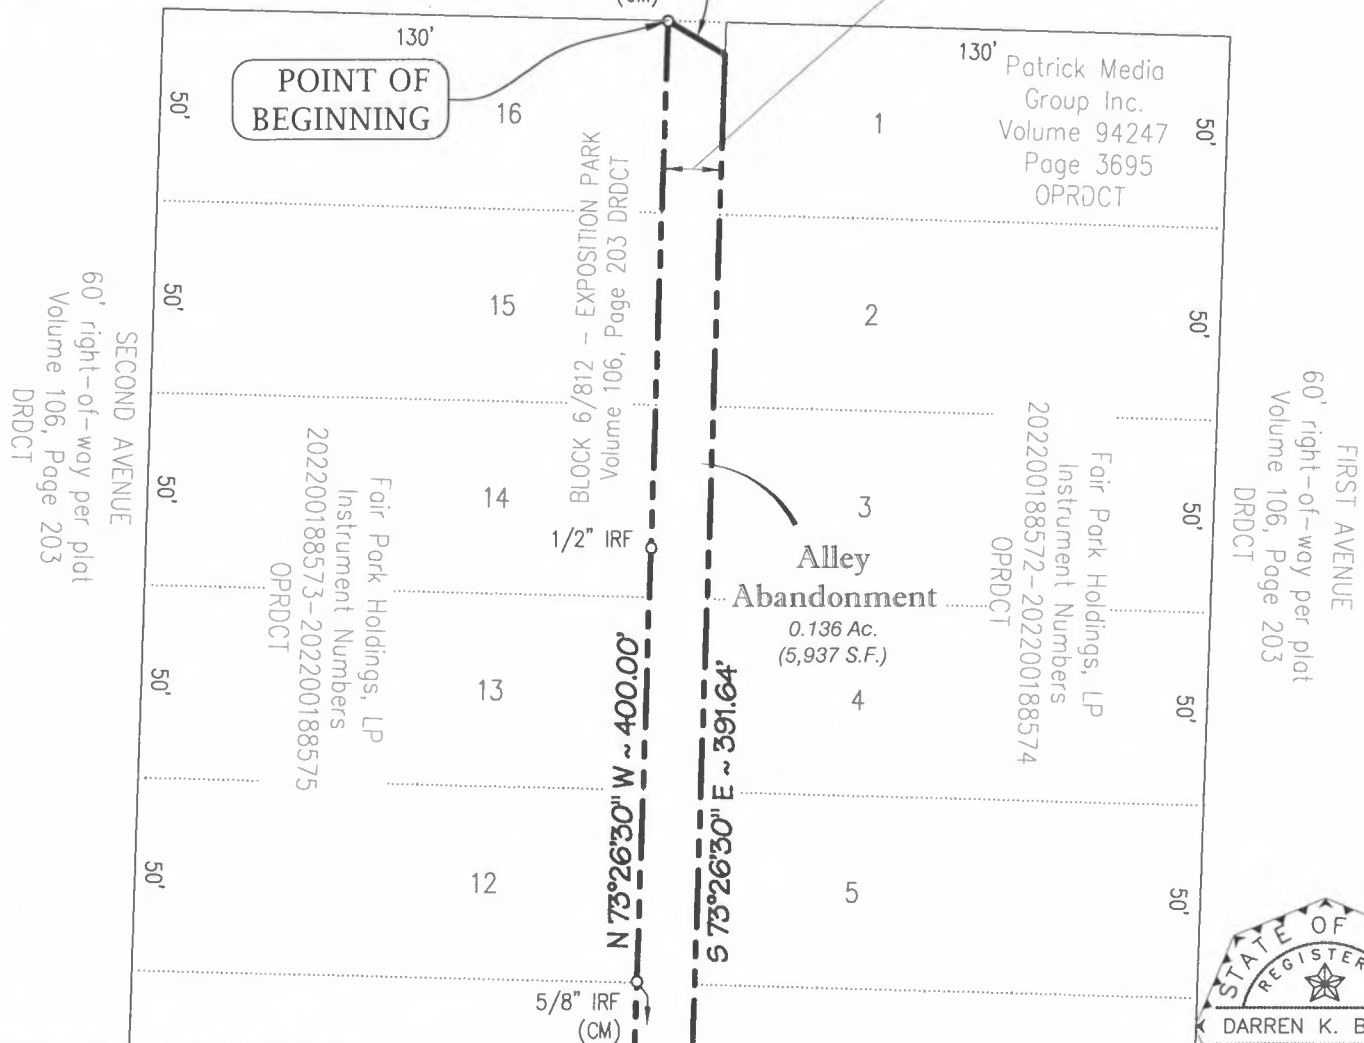 130'
130'
POINT OF
BEGINNING
Patrick Media
Group Inc.
Volume 94247
Page 3695
OPRDCT
50'
16
1
50'
BLOCK 6/812 - EXPOSITION PARK
Volume 106, Page 203 DRDCT
50'
15
2
50'
SECOND AVENUE
60' right-of-way per plat
Volume 106, Page 203
DRDCT
FIRST AVENUE
60' right-of-way per plat
Volume 106, Page 203
DRDCT
50'
14
3
50'
1/2" IRF
Fair Park Holdings, LP
Instrument Numbers
202200188573-202200188575
OPRDCT
Fair Park Holdings, LP
Instrument Numbers
202200188572-202200188574
OPRDCT
Alley
Abandonment
0.136 Ac.
(5,937 S.F.)
50'
13
4
50'
N 73°26'30" W ~ 400.00'
S 73°26'30" E ~ 391.64'
50'
12
5
50'
5/8" IRF
(CM)
STATE OF
REGISTER
DARREN K. B